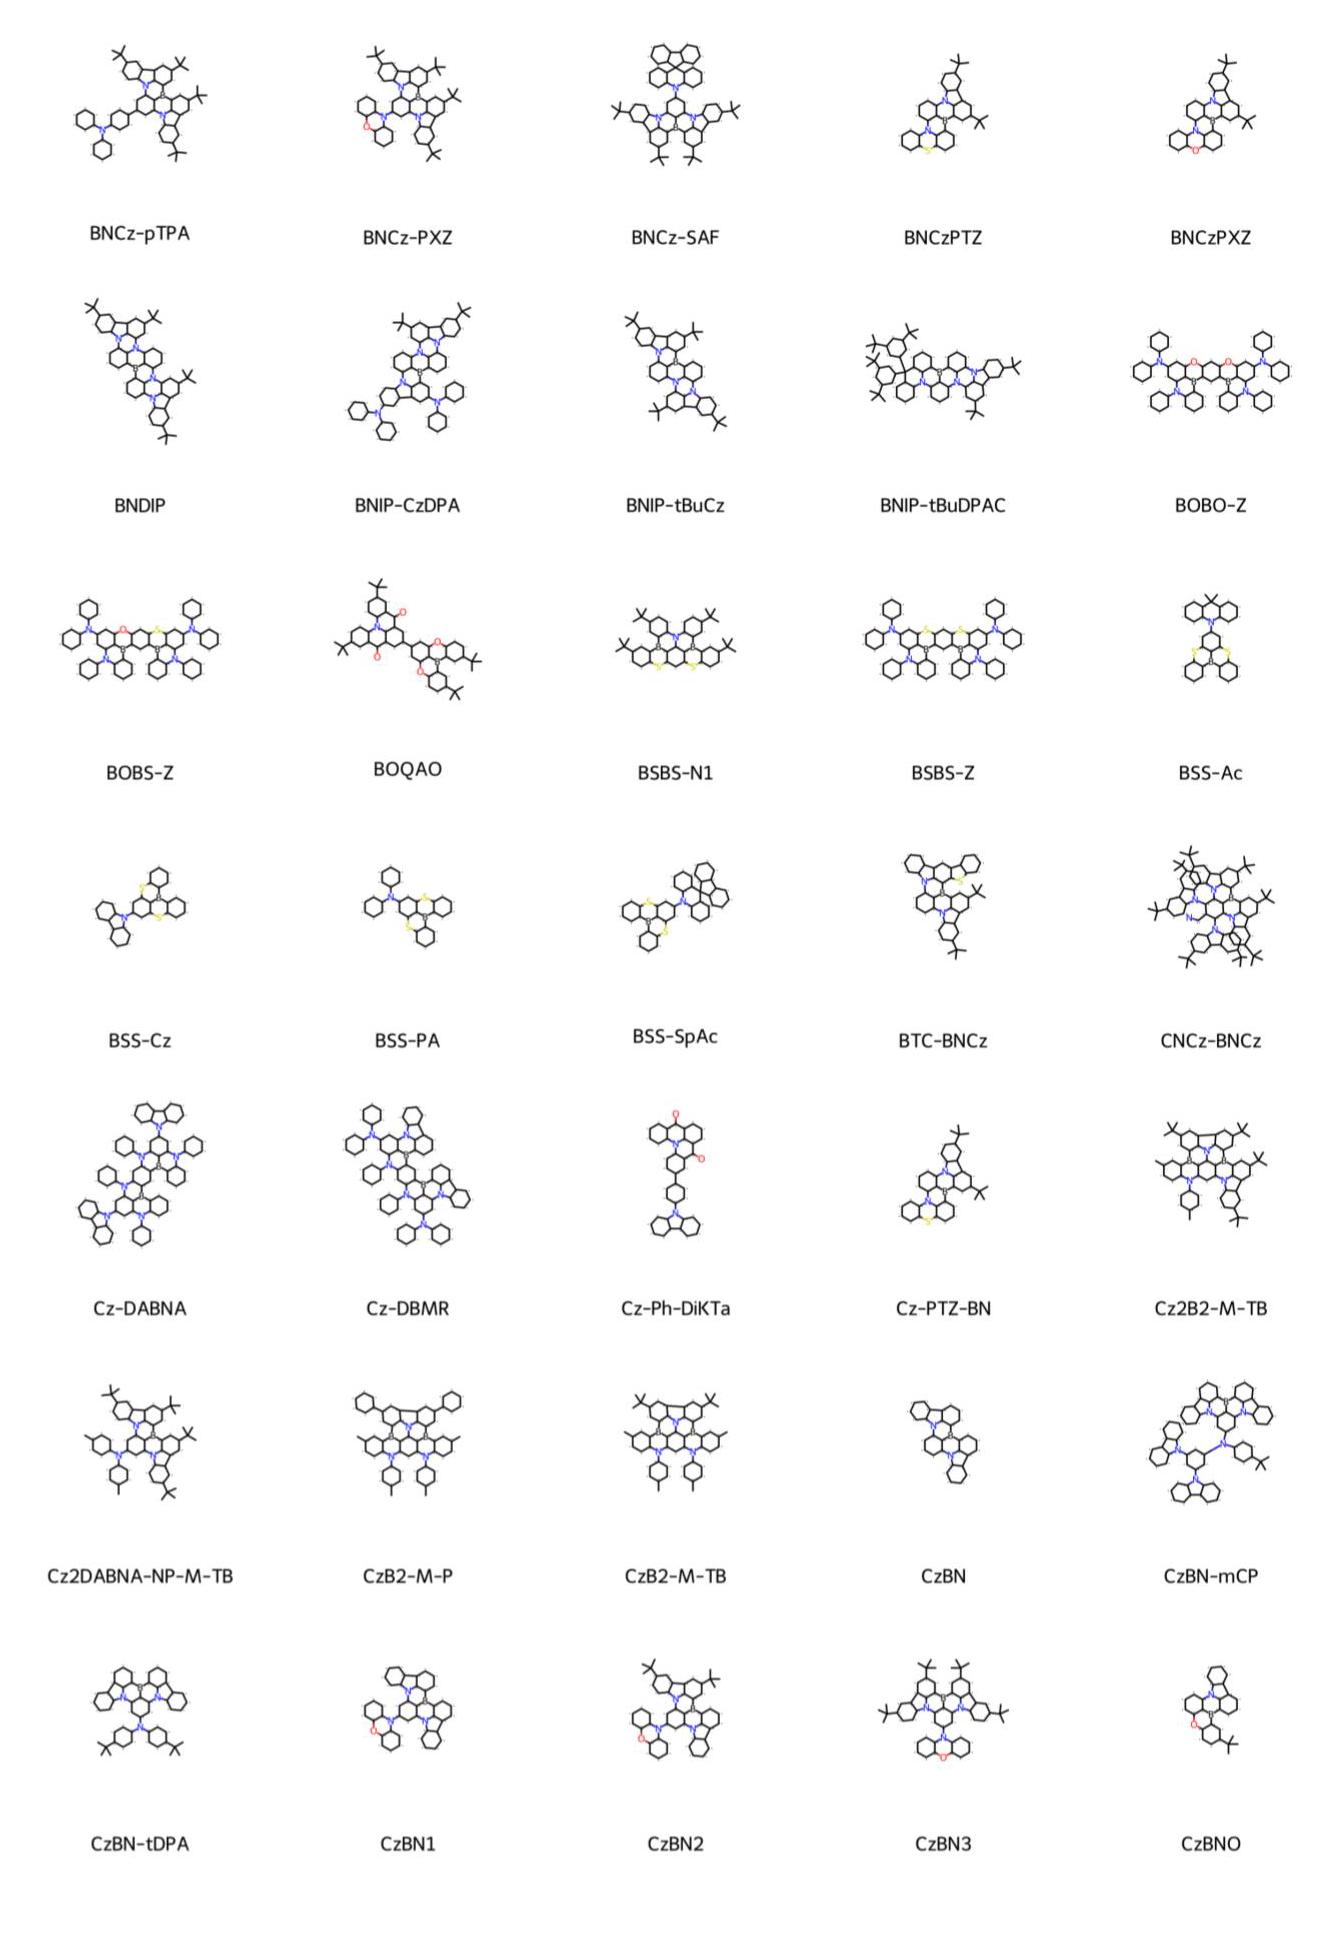 BNCz-pTPA BNCz-PXZ BNCz-SAF BNCzPTZ BNCzPXZ
BNDIP BNIP-CzDPA BNIP-tBuCz BNIP-tBuDPAC BOBO-Z
BOBS-Z BOQAO BSBS-N1 BSBS-Z BSS-Ac
BSS-Cz BSS-PA BSS-SpAc BTC-BNCz CNCz-BNCz
Cz-DABNA Cz-DBMR Cz-Ph-DiKTa Cz-PTZ-BN Cz2B2-M-TB
Cz2DABNA-NP-M-TB CzB2-M-P CzB2-M-TB CzBN CzBN-mCP
CzBN-tDPA CzBN1 CzBN2 CzBN3 CzBNO